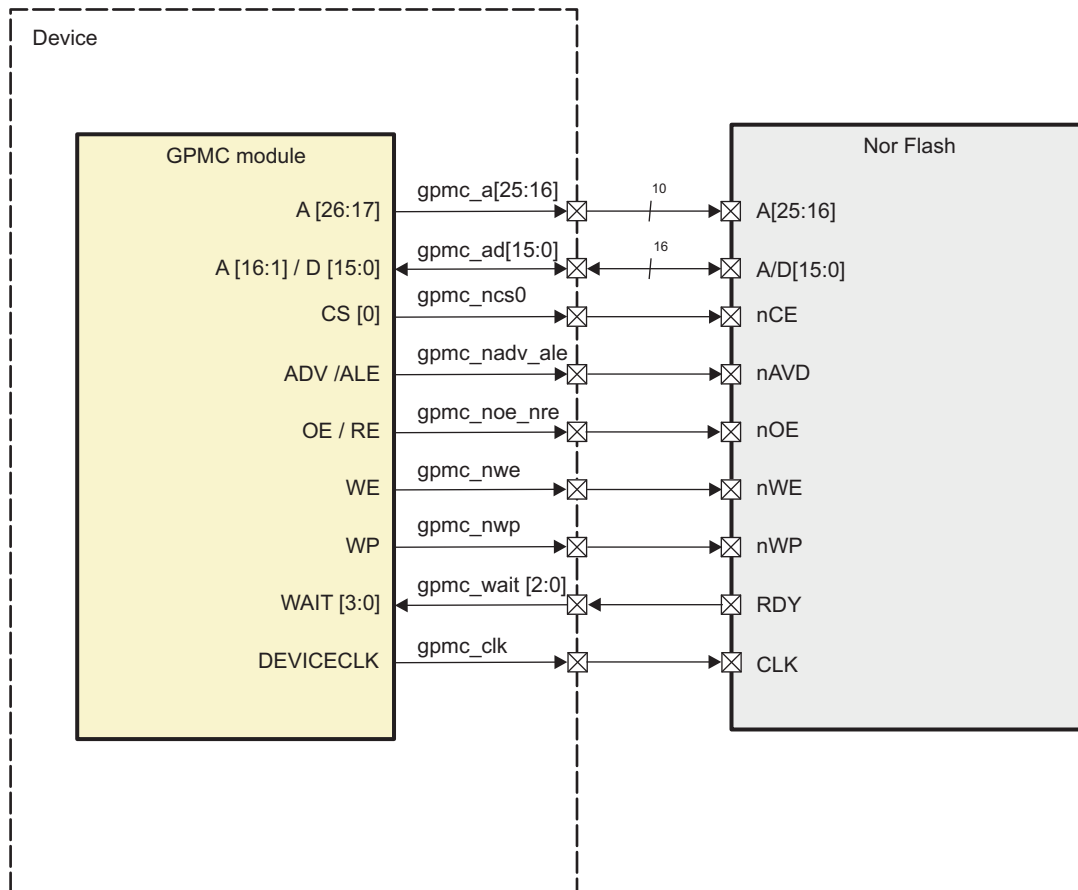 Device
GPMC module
Nor Flash
A [26:17]
gpmc_a[25:16]
10
A[25:16]
A [16:1] / D [15:0]
gpmc_ad[15:0]
16
A/D[15:0]
CS [0]
gpmc_ncs0
nCE
ADV /ALE
gpmc_nadv_ale
nAVD
OE / RE
gpmc_noe_nre
nOE
WE
gpmc_nwe
nWE
WP
gpmc_nwp
nWP
WAIT [3:0]
gpmc_wait [2:0]
RDY
DEVICECLK
gpmc_clk
CLK